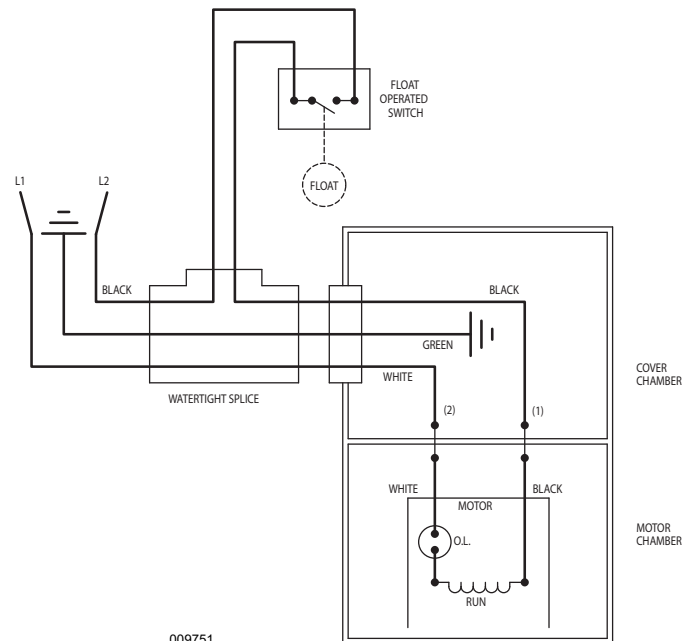 FLOAT
OPERATED
SWITCH
FLOAT
L1
L2
BLACK
BLACK
GREEN
WHITE
WATERTIGHT SPLICE
COVER
CHAMBER
(2)
(1)
WHITE
BLACK
MOTOR
O.L.
MOTOR
CHAMBER
RUN
009751